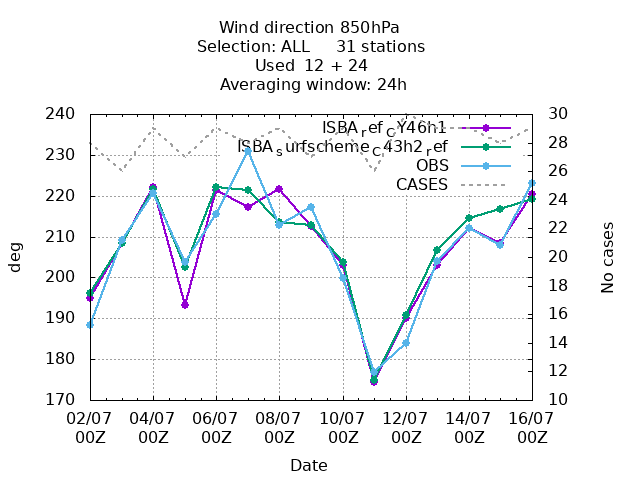 Wind direction 850hPa
Selection: ALL 31 stations
Used 12 + 24
Averaging window: 24h
240
230
220
210
200
190
180
170
30
28
26
24
22
20
18
16
14
12
10
ISBA_ref_CY46h1
ISBA_surfscheme_C43h2_ref
OBS
CASES
deg
No cases
02/07 04/07 06/07 08/07 10/07 12/07 14/07 16/07
00Z 00Z 00Z 00Z 00Z 00Z 00Z 00Z
Date